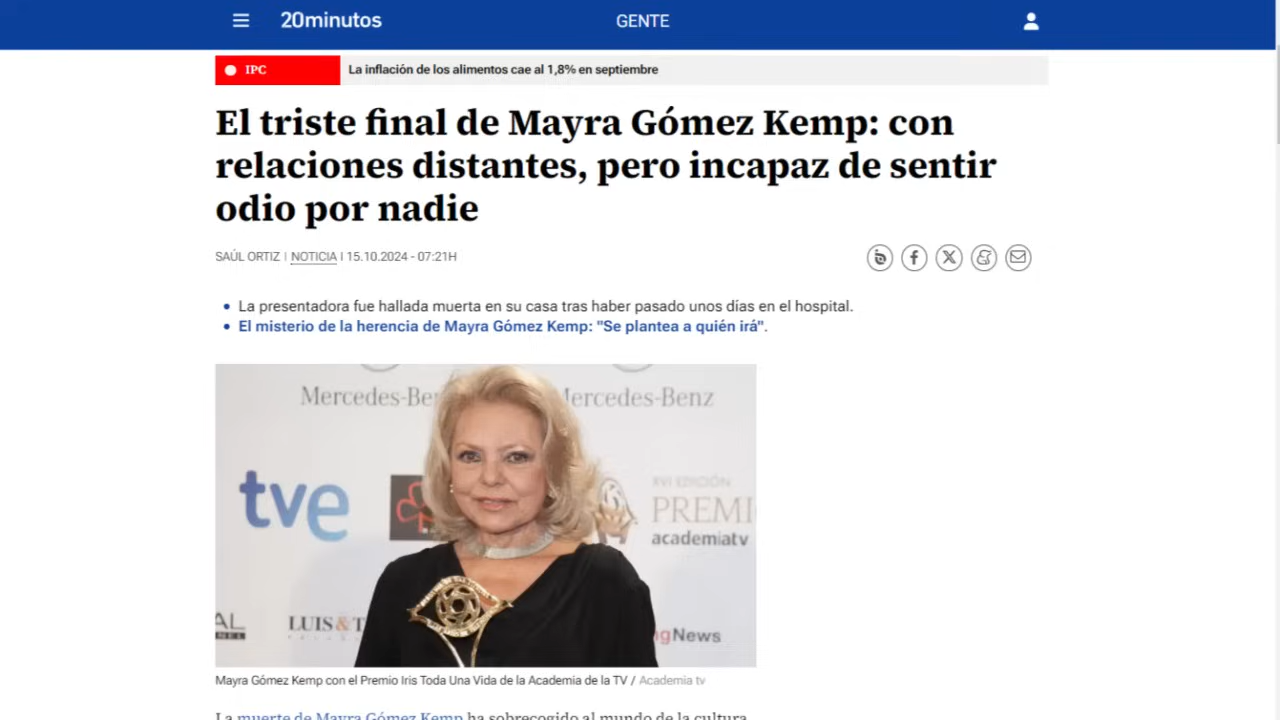 20minutos
GENTE
IPC
La inflación de los alimentos cae al 1,8% en septiembre
El triste final de Mayra Gómez Kemp: con
relaciones distantes, pero incapaz de sentir
odio por nadie
SAÚL ORTIZ | NOTICIA | 15.10.2024 - 07:21H
La presentadora fue hallada muerta en su casa tras haber pasado unos días en el hospital.
El misterio de la herencia de Mayra Gómez Kemp: "Se plantea a quién irá".
Mercedes-Be
ercedes-Benz
tve
XVI EDICIÓN
PREMI
academiatv
AL
NEL
LUIS&T
gNews
Mayra Gómez Kemp con el Premio Iris Toda Una Vida de la Academia de la TV / Academia tv
La muerte de Mayra Gómez Kemp ha sobrecogido al mundo de la cultura